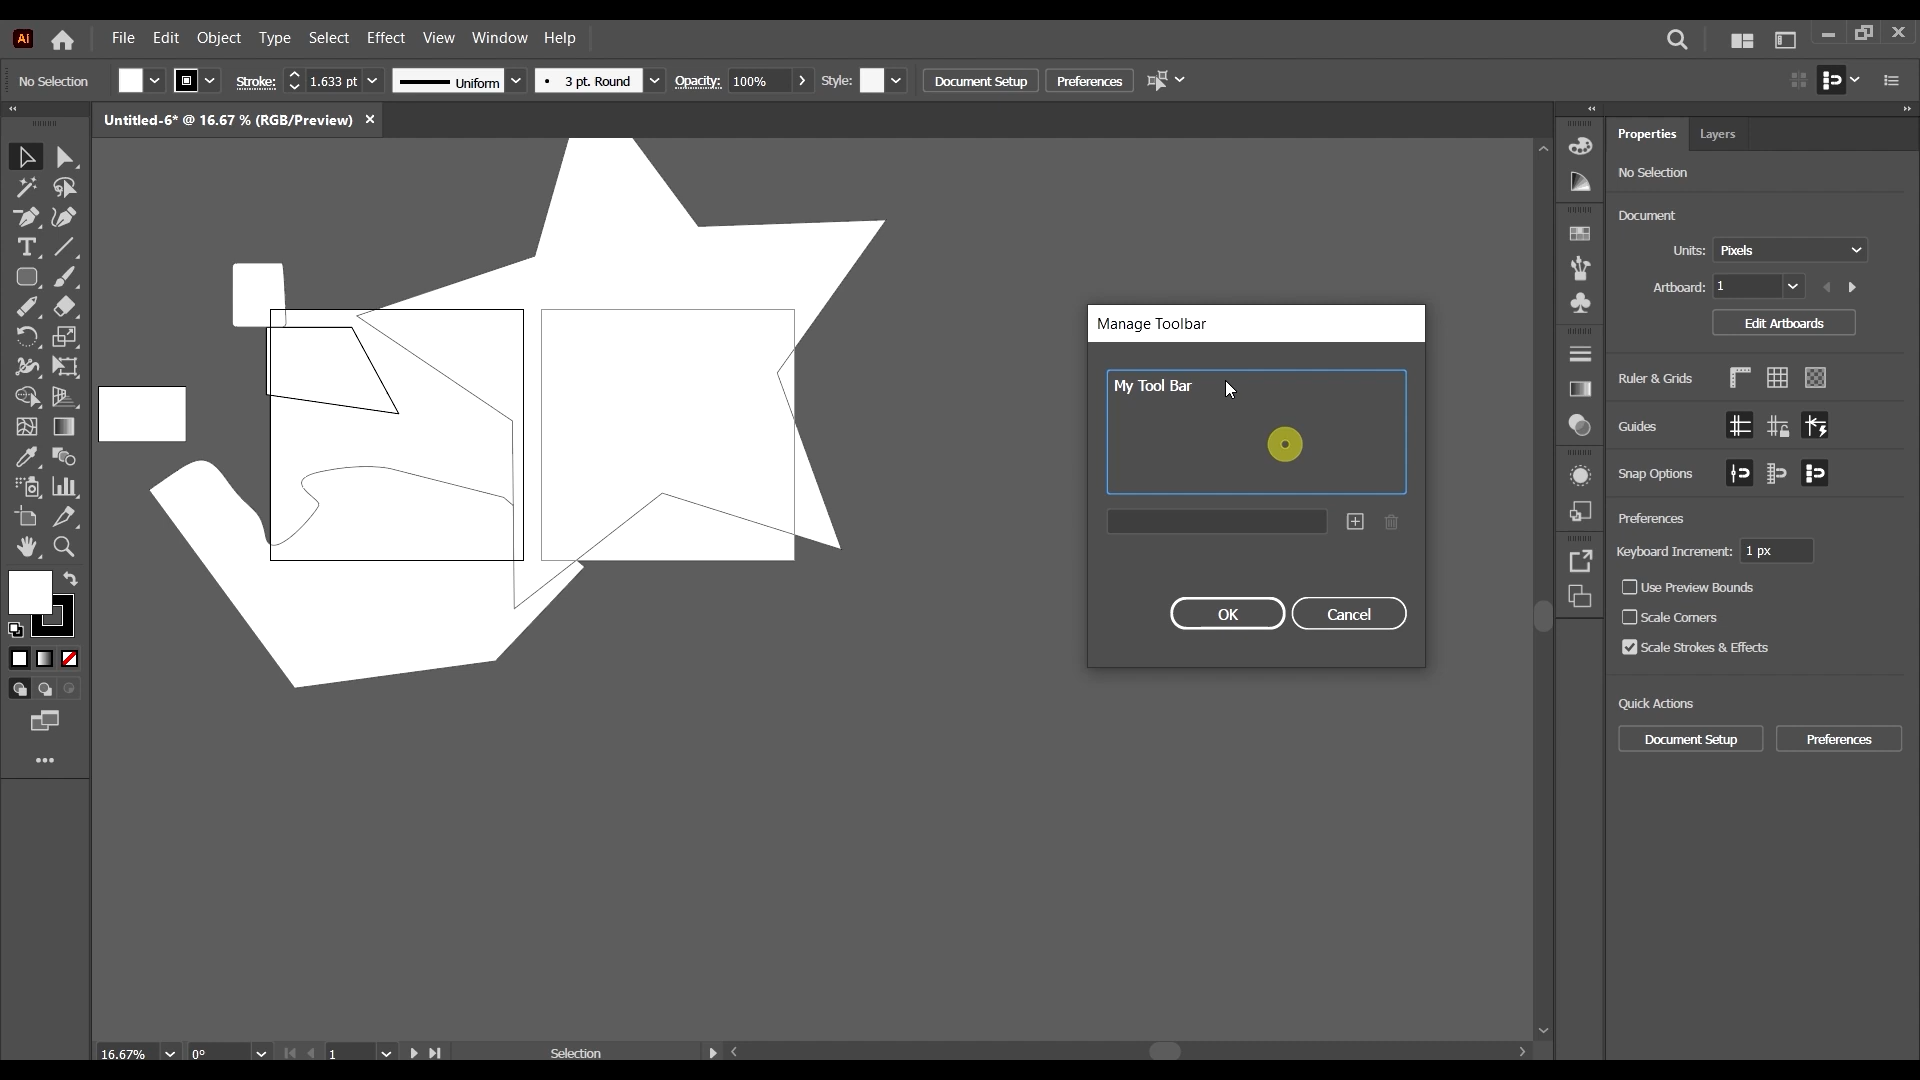 Ai File Edit Object Type Select Effect View Window Help
No Selection Stroke: 1.633 pt Uniform 3 pt. Round Opacity: 100% Style: Document Setup Preferences
Untitled-6* @ 16.67 % (RGB/Preview)
Properties Layers
No Selection
Document
Units: Pixels
Artboard: 1
Edit Artboards
Ruler & Grids
Guides
Snap Options
Preferences
Keyboard Increment: 1 px
Use Preview Bounds
Scale Corners
Scale Strokes & Effects
Quick Actions
Document Setup Preferences
Manage Toolbar
My Tool Bar
OK Cancel
16.67% 0° 1 Selection